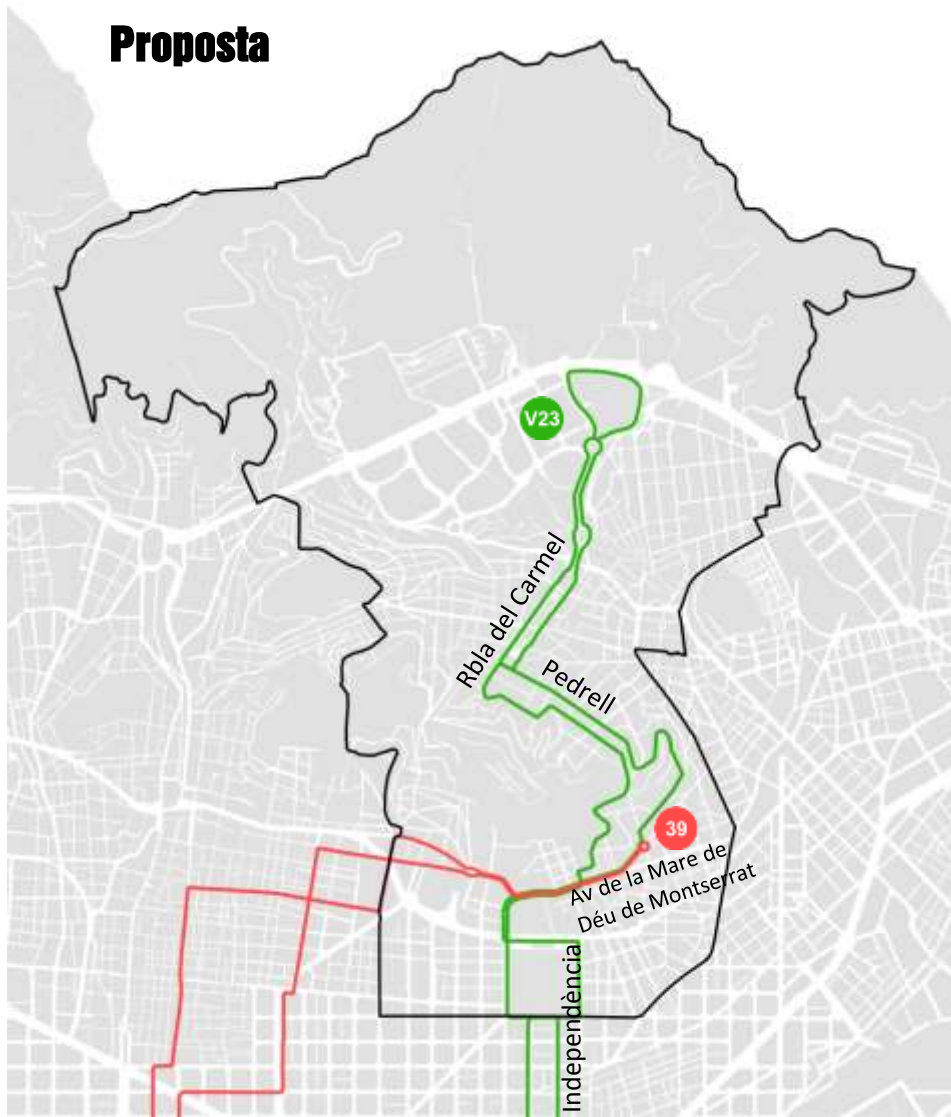 Proposta
V23
Rbla del Carmel
Pedrell
39
Av de la Mare de
Déu de Montserrat
Independència